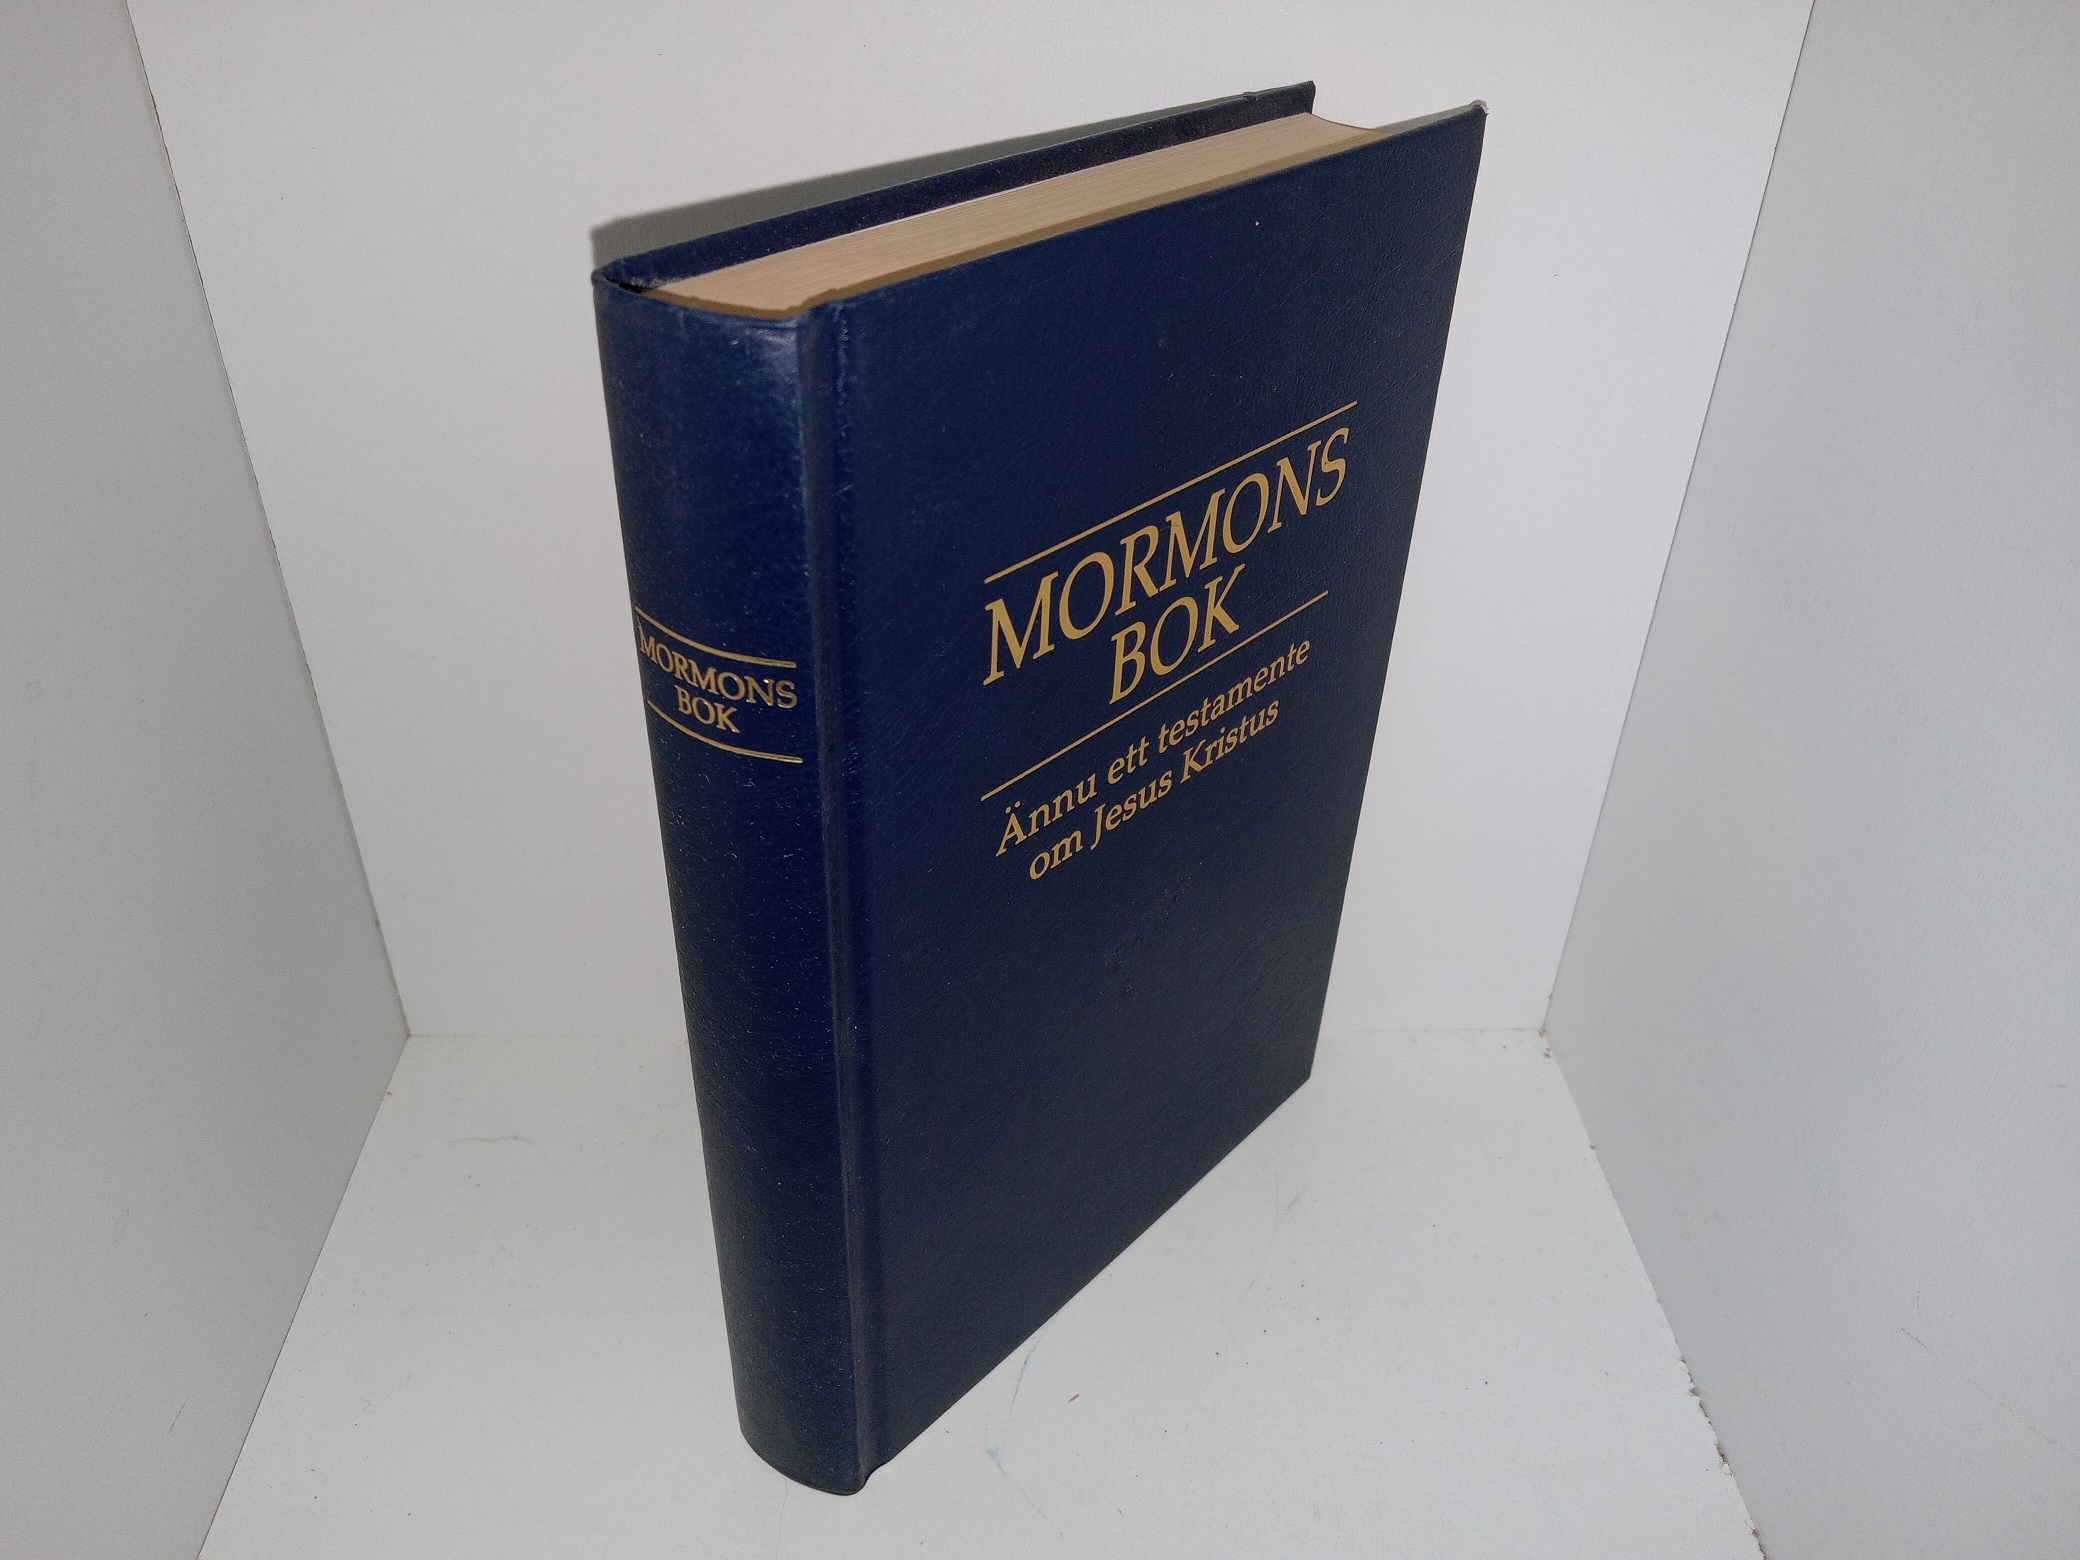 MORMONS
BOK
MORMONS
BOK
Ännu ett testamente
om Jesus Kristus